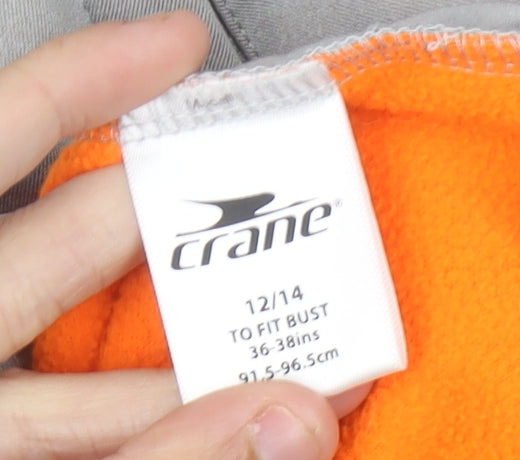 crane®
12/14
TO FIT BUST
36-38ins
91.5-96.5cm